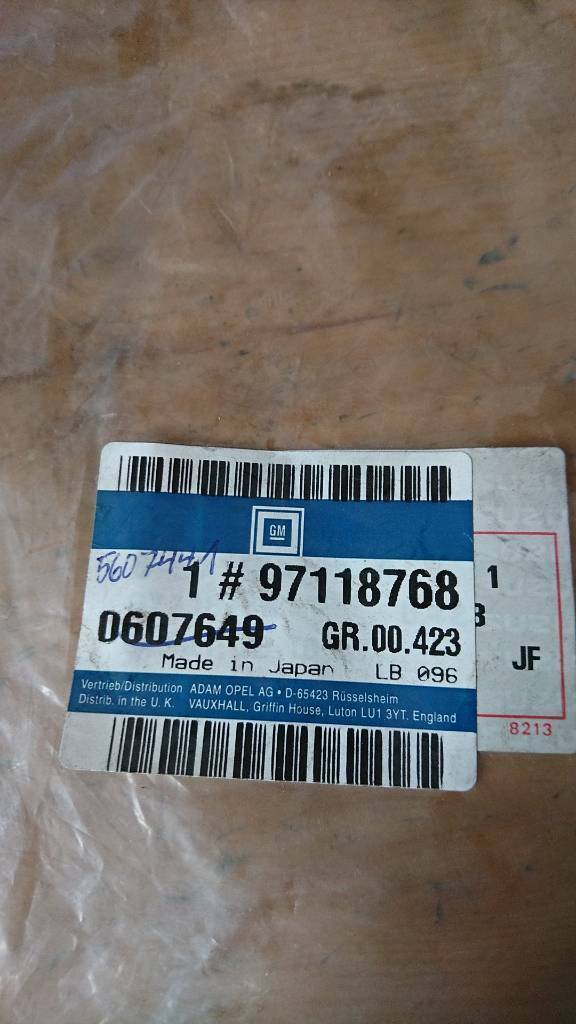 GM
5607441
1 # 97118768
0607649 GR.00.423
Made in Japan LB 096
Vertrieb/Distribution ADAM OPEL AG • D-65423 Rüsselsheim
Distrib. in the U. K. VAUXHALL, Griffin House, Luton LU1 3YT. England
1
JF
8213